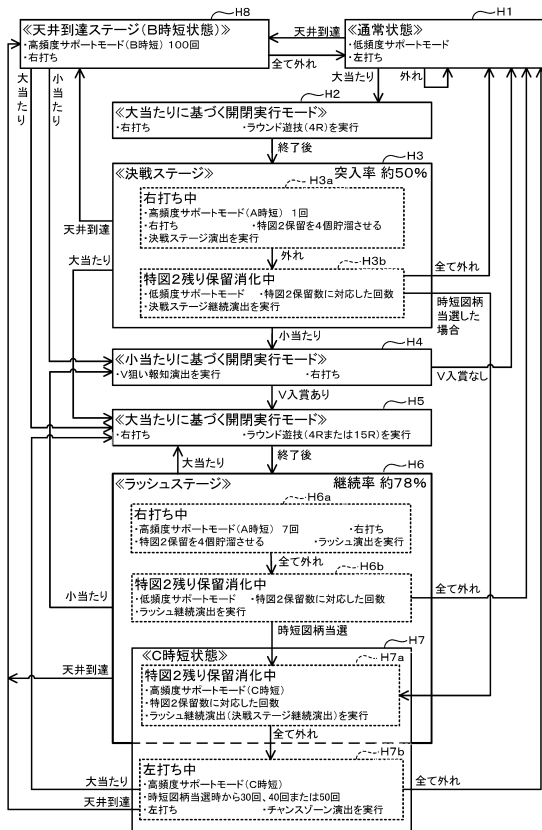 H8
《天井到達ステージ(B時短状態)》
・高頻度サポートモード(B時短) 100回
・右打ち
H1
《通常状態》
・低頻度サポートモード
・左打ち
天井到達
全て外れ
大当たり
小当たり
大当たり
外れ
H2
《大当たりに基づく開閉実行モード》
・右打ち ・ラウンド遊技(4R)を実行
終了後
H3
《決戦ステージ》 突入率 約50%
H3a
右打ち中
・高頻度サポートモード(A時短) 1回
・右打ち ・特図2保留を4個貯溜させる
・決戦ステージ演出を実行
天井到達
外れ
大当たり
H3b
特図2残り保留消化中
・低頻度サポートモード ・特図2保留数に対応した回数
・決戦ステージ継続演出を実行
全て外れ
時短図柄
当選した
場合
小当たり
H4
《小当たりに基づく開閉実行モード》
・V狙い報知演出を実行 ・右打ち
V入賞なし
V入賞あり
H5
《大当たりに基づく開閉実行モード》
・右打ち ・ラウンド遊技(4Rまたは15R)を実行
大当たり
終了後
H6
《ラッシュステージ》 継続率 約78%
H6a
右打ち中
・高頻度サポートモード(A時短) 7回 ・右打ち
・特図2保留を4個貯溜させる ・ラッシュ演出を実行
全て外れ
H6b
特図2残り保留消化中
・低頻度サポートモード ・特図2保留数に対応した回数
・ラッシュ継続演出を実行
全て外れ
小当たり
時短図柄当選
H7
《C時短状態》
H7a
特図2残り保留消化中
・高頻度サポートモード(C時短)
・特図2保留数に対応した回数
・ラッシュ継続演出(決戦ステージ継続演出)を実行
天井到達
全て外れ
H7b
左打ち中
・高頻度サポートモード(C時短)
・時短図柄当選時から30回、40回または50回
・左打ち ・チャンスゾーン演出を実行
大当たり
天井到達
全て外れ